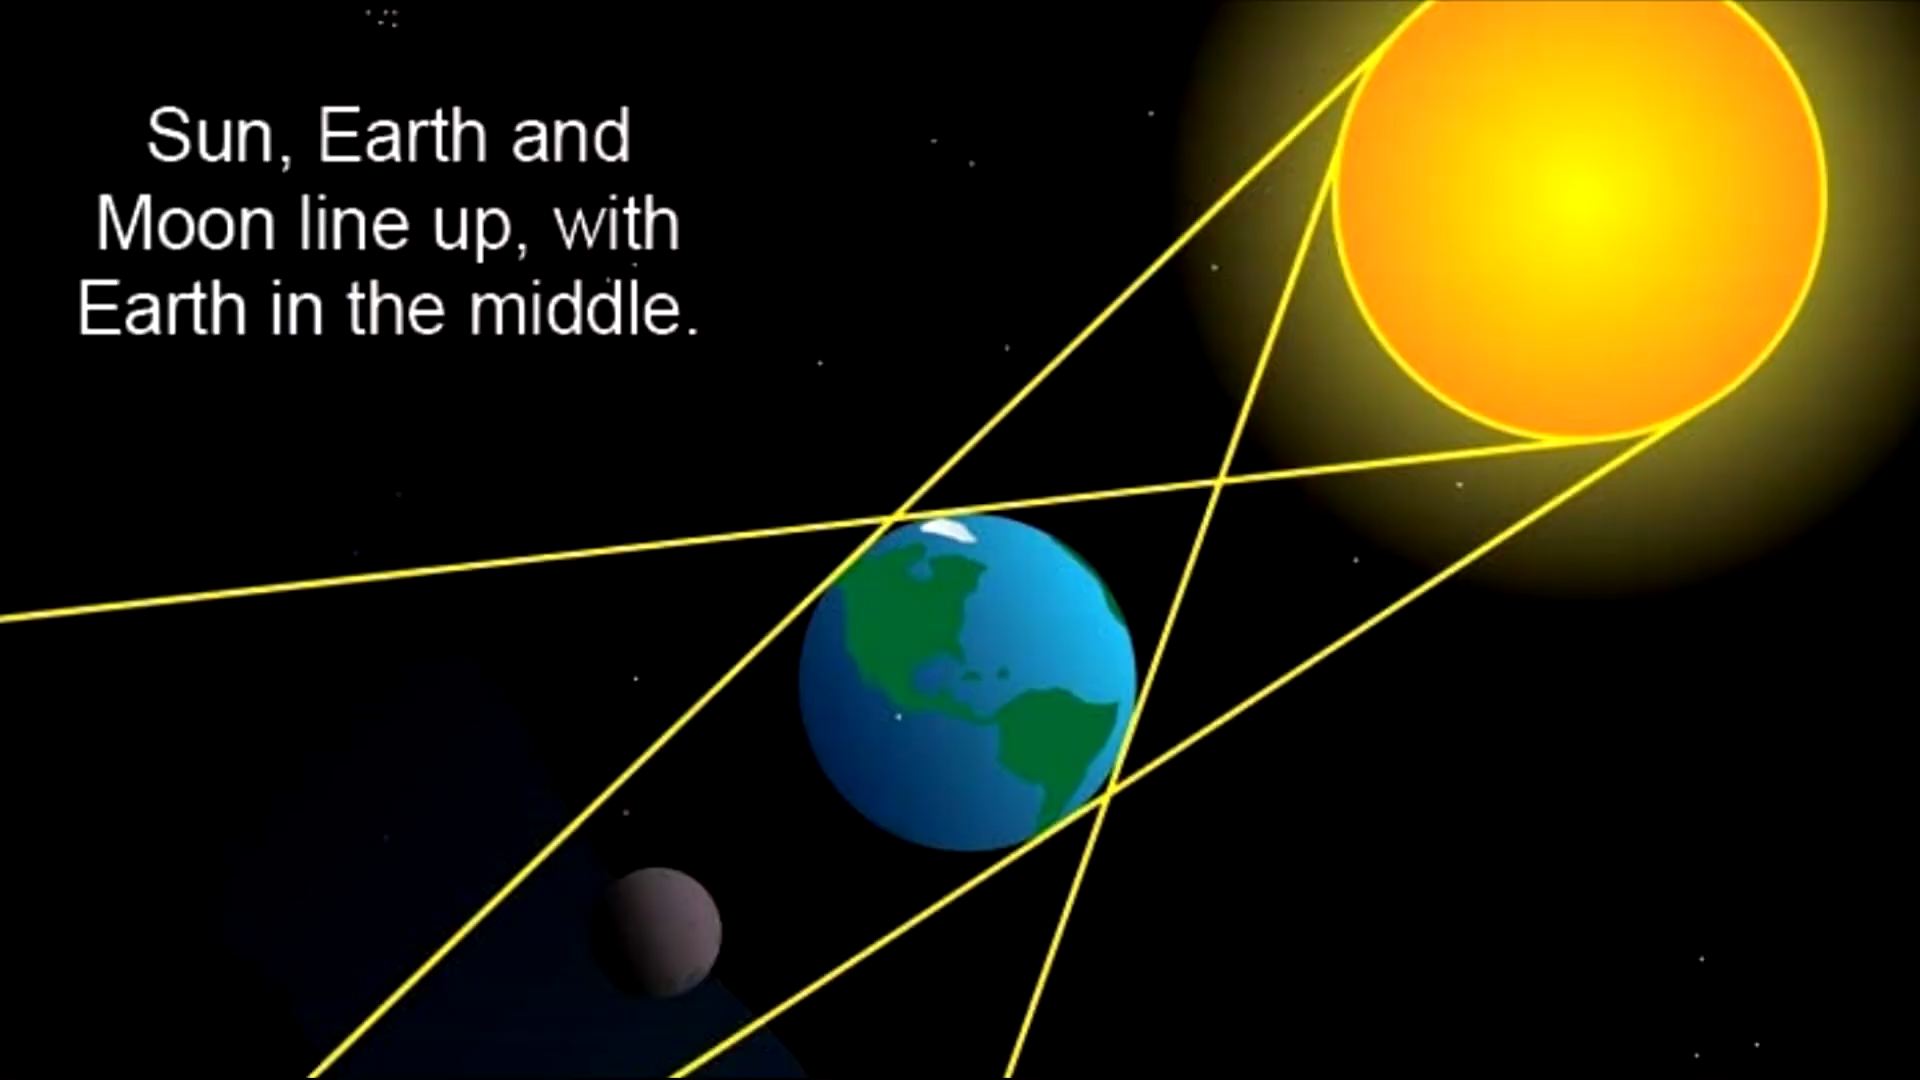 Sun, Earth and
Moon line up, with
Earth in the middle.